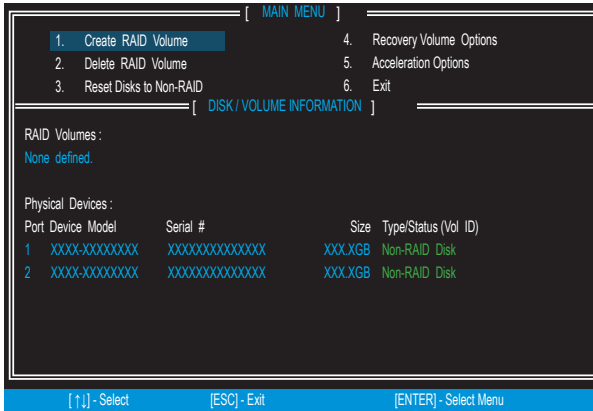 [ MAIN MENU ]
1. Create RAID Volume 4. Recovery Volume Options
2. Delete RAID Volume 5. Acceleration Options
3. Reset Disks to Non-RAID 6. Exit
[ DISK / VOLUME INFORMATION ]
RAID Volumes :
None defined.
Physical Devices :
Port Device Model Serial # Size Type/Status (Vol ID)
1 XXXX-XXXXXXXX XXXXXXXXXXXXXX XXX.XGB Non-RAID Disk
2 XXXX-XXXXXXXX XXXXXXXXXXXXXX XXX.XGB Non-RAID Disk
[ ↑↓] - Select [ESC] - Exit [ENTER] - Select Menu